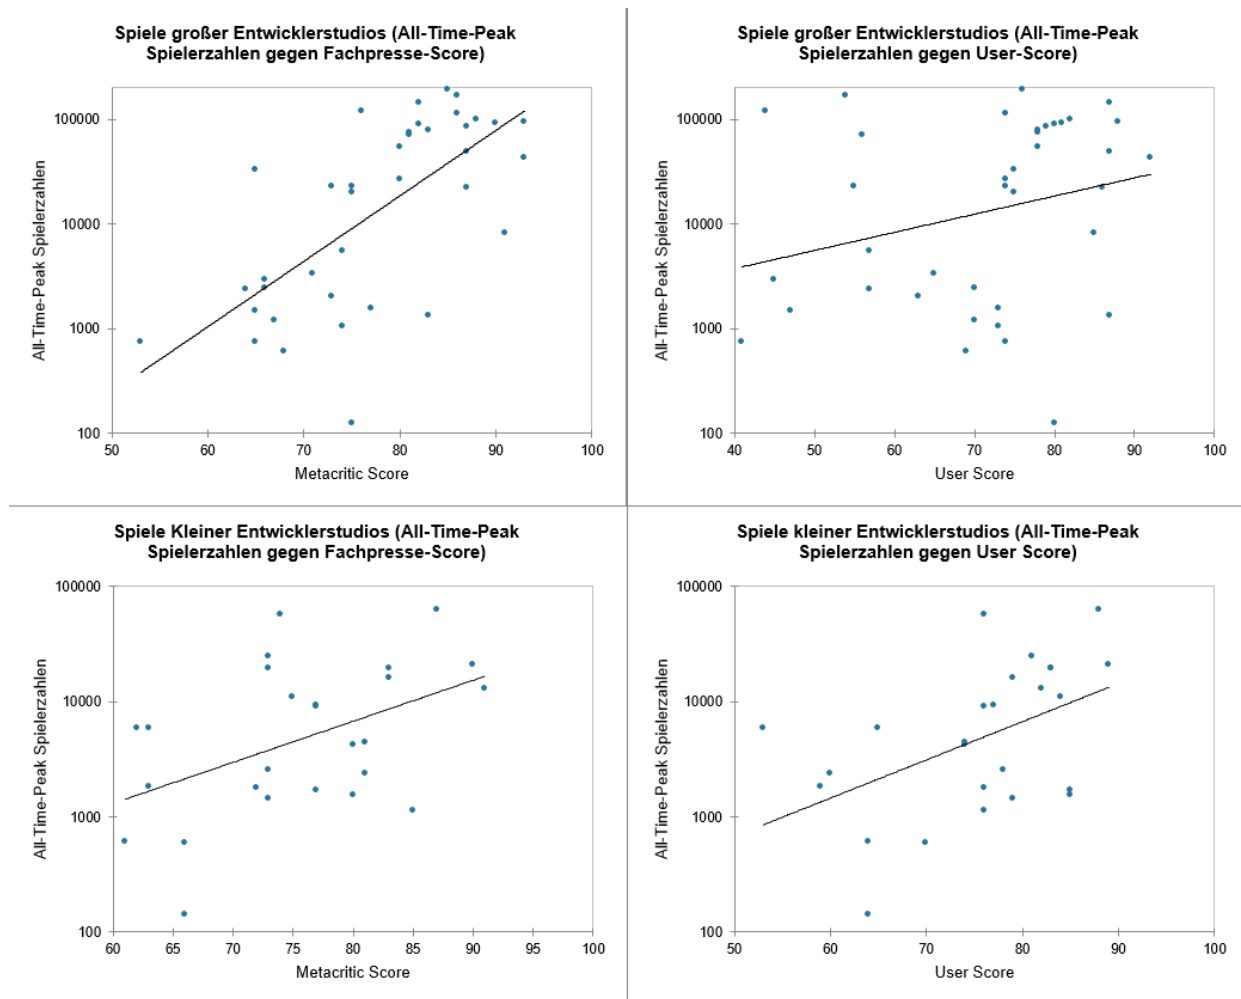 Spiele großer Entwicklerstudios (All-Time-Peak
Spielerzahlen gegen Fachpresse-Score)
100000
10000
1000
100
All-Time-Peak Spielerzahlen
50 60 70 80 90 100
Metacritic Score
Spiele großer Entwicklerstudios (All-Time-Peak
Spielerzahlen gegen User-Score)
100000
10000
1000
100
All-Time-Peak Spielerzahlen
40 50 60 70 80 90 100
User Score
Spiele Kleiner Entwicklerstudios (All-Time-Peak
Spielerzahlen gegen Fachpresse-Score)
100000
10000
1000
100
All-Time-Peak Spielerzahlen
60 65 70 75 80 85 90 95 100
Metacritic Score
Spiele kleiner Entwicklerstudios (All-Time-Peak
Spielerzahlen gegen User Score)
100000
10000
1000
100
All-Time-Peak Spielerzahlen
50 60 70 80 90 100
User Score